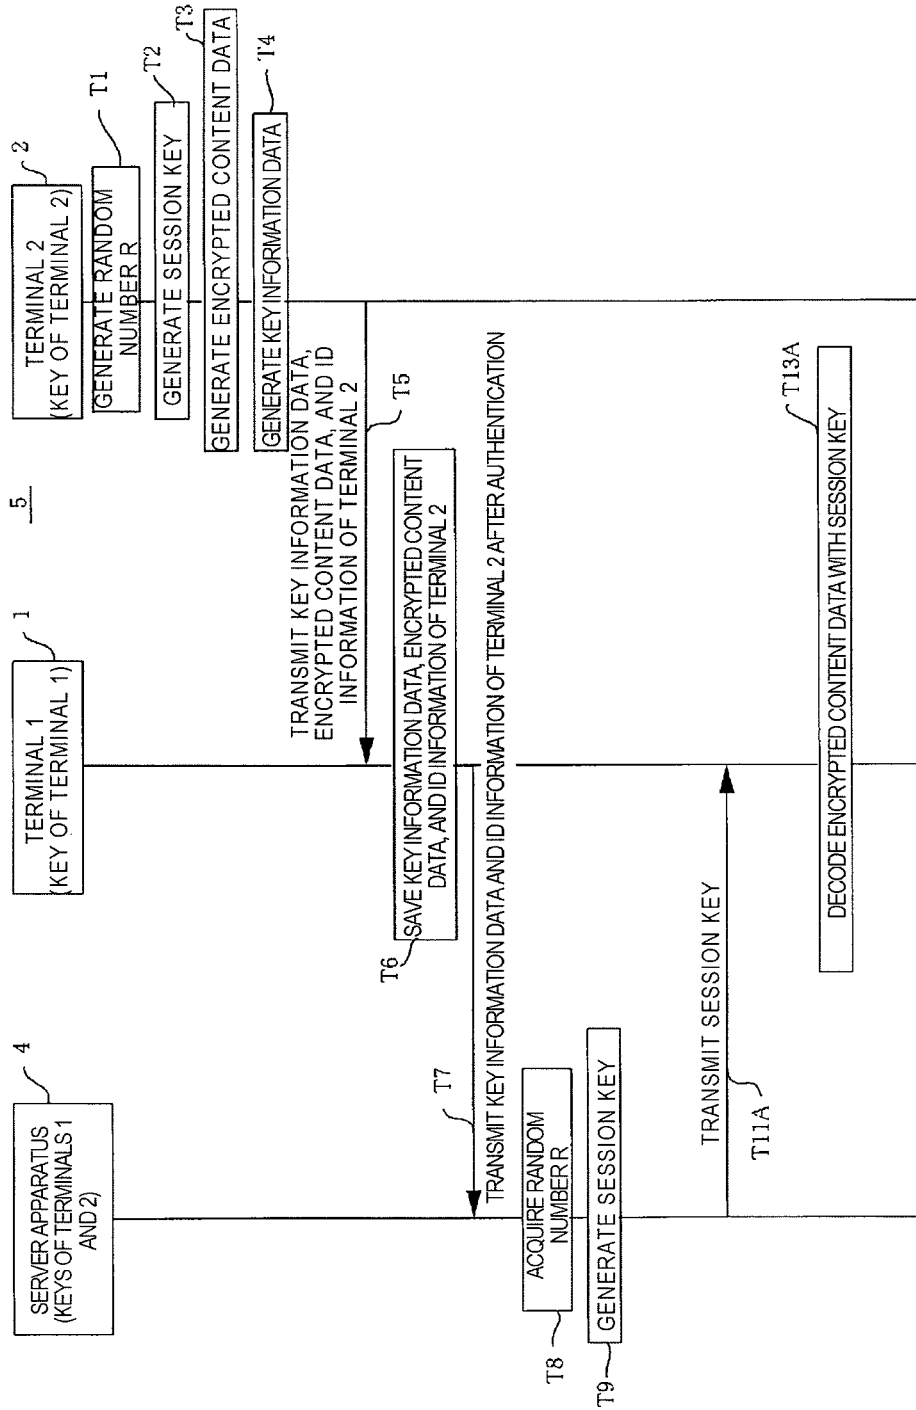 SERVER APPARATUS
(KEYS OF TERMINALS 1
AND 2)
4
TERMINAL 1
(KEY OF TERMINAL 1)
1
5
TERMINAL 2
(KEY OF TERMINAL 2)
2
GENERATE RANDOM
NUMBER R
T1
GENERATE SESSION KEY
T2
GENERATE ENCRYPTED CONTENT DATA
T3
GENERATE KEY INFORMATION DATA
T4
TRANSMIT KEY INFORMATION DATA,
ENCRYPTED CONTENT DATA, AND ID
INFORMATION OF TERMINAL 2
T5
T6
SAVE KEY INFORMATION DATA, ENCRYPTED CONTENT
DATA, AND ID INFORMATION OF TERMINAL 2
T7
TRANSMIT KEY INFORMATION DATA AND ID INFORMATION OF TERMINAL 2 AFTER AUTHENTICATION
ACQUIRE RANDOM
NUMBER R
T8
GENERATE SESSION KEY
T9
TRANSMIT SESSION KEY
T11A
T13A
DECODE ENCRYPTED CONTENT DATA WITH SESSION KEY